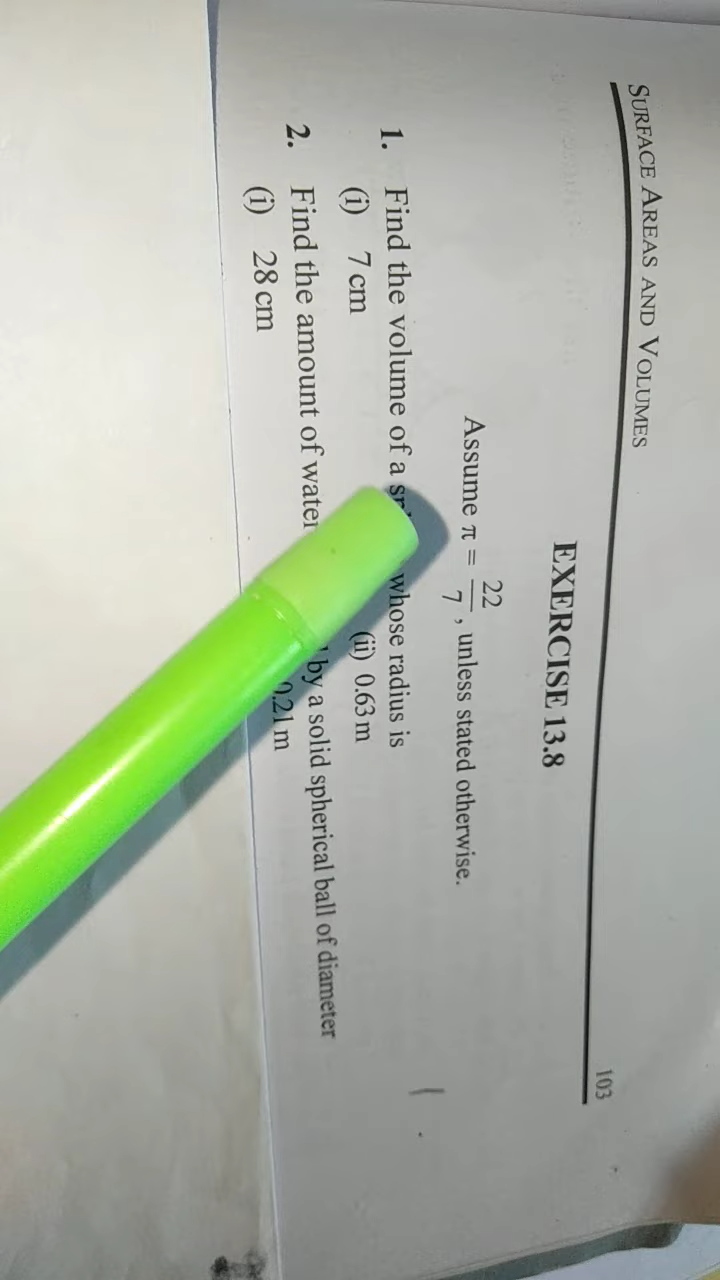 SURFACE AREAS AND VOLUMES 103
EXERCISE 13.8
Assume π = 22/7, unless stated otherwise.
1. Find the volume of a whose radius is
(i) 7 cm (ii) 0.63 m
2. Find the amount of water by a solid spherical ball of diameter
(i) 28 cm 0.21 m